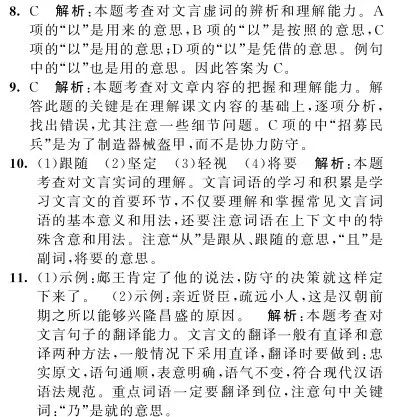 8. C 解析:本题考查对文言虚词的辨析和理解能力。A
项的“以”是用来的意思,B项的“以”是按照的意思,C
项的“以”是用的意思;D项的“以”是凭借的意思。例句
中的“以”也是用的意思。因此答案为C。
9. C 解析:本题考查对文章内容的把握和理解能力。解
答此题的关键是在理解课文内容的基础上,逐项分析,
找出错误,尤其注意一些细节问题。C项的中“招募民
兵”是为了制造器械盔甲,而不是协力防守。
10. (1)跟随 (2)坚定 (3)轻视 (4)将要 解析:本题
考查对文言实词的理解。文言词语的学习和积累是学
习文言文的首要环节,不仅要理解和掌握常见文言词
语的基本意义和用法,还要注意词语在上下文中的特
殊含意和用法。注意“从”是跟从、跟随的意思,“且”是
副词,将要的意思。
11. (1)示例:郕王肯定了他的说法,防守的决策就这样定
下来了。 (2)示例:亲近贤臣,疏远小人,这是汉朝前
期之所以能够兴隆昌盛的原因。 解析:本题考查对
文言句子的翻译能力。文言文的翻译一般有直译和意
译两种方法,一般情况下采用直译,翻译时要做到:忠
实原文,语句通顺,表意明确,语气不变,符合现代汉语
语法规范。重点词语一定要翻译到位,注意句中关键
词:“乃”是就的意思。